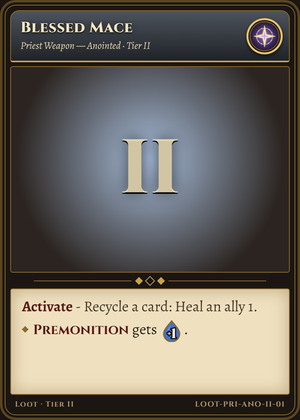 Blessed Mace
Priest Weapon — Anointed · Tier II
II
Activate - Recycle a card: Heal an ally 1.
Premonition gets 1 .
Loot · Tier II
LOOT-PRI-ANO-II-01